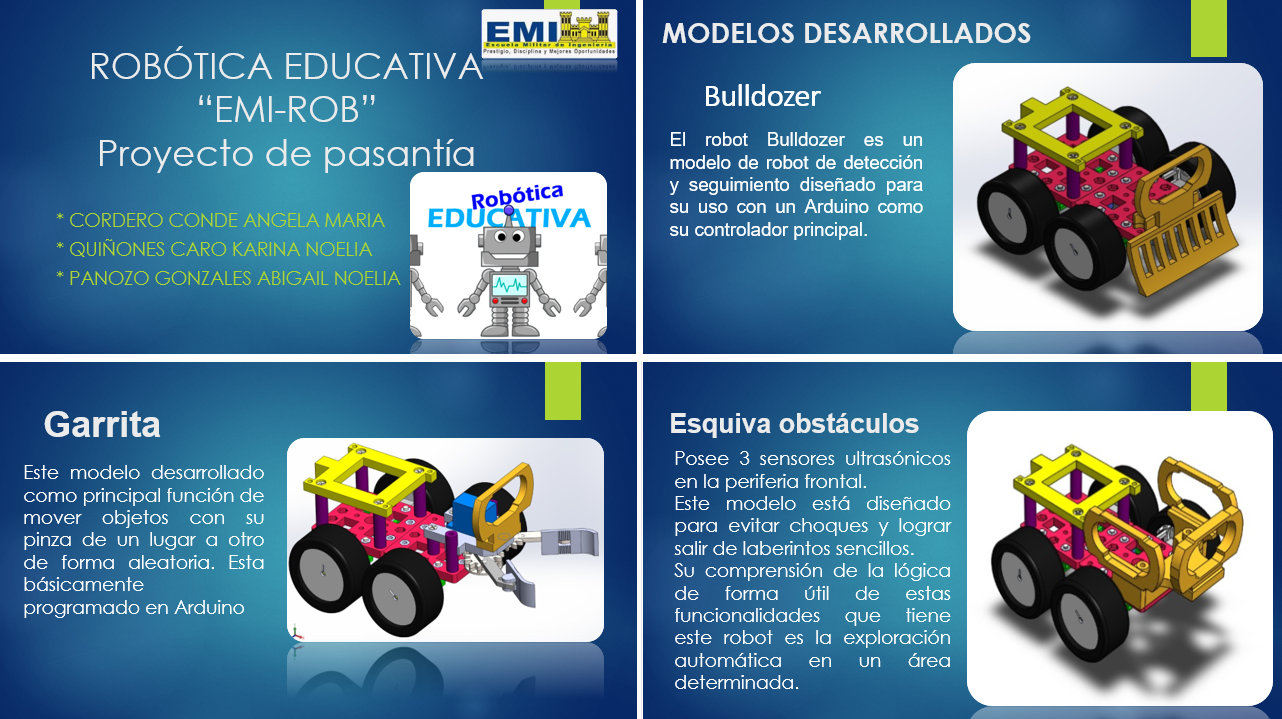 ROBÓTICA EDUCATIVA
“EMI-ROB”
Proyecto de pasantía
EMI
Escuela Militar de Ingeniería
Prestigio, Disciplina y Mejores Oportunidades
* CORDERO CONDE ANGELA MARIA
* QUIÑONES CARO KARINA NOELIA
* PANOZO GONZALES ABIGAIL NOELIA
Robótica
EDUCATIVA
MODELOS DESARROLLADOS
Bulldozer
El robot Bulldozer es un
modelo de robot de detección
y seguimiento diseñado para
su uso con un Arduino como
su controlador principal.
Garrita
Este modelo desarrollado
como principal función de
mover objetos con su
pinza de un lugar a otro
de forma aleatoria. Esta
básicamente
programado en Arduino
Esquiva obstáculos
Posee 3 sensores ultrasónicos
en la periferia frontal.
Este modelo está diseñado
para evitar choques y lograr
salir de laberintos sencillos.
Su comprensión de la lógica
de forma útil de estas
funcionalidades que tiene
este robot es la exploración
automática en un área
determinada.